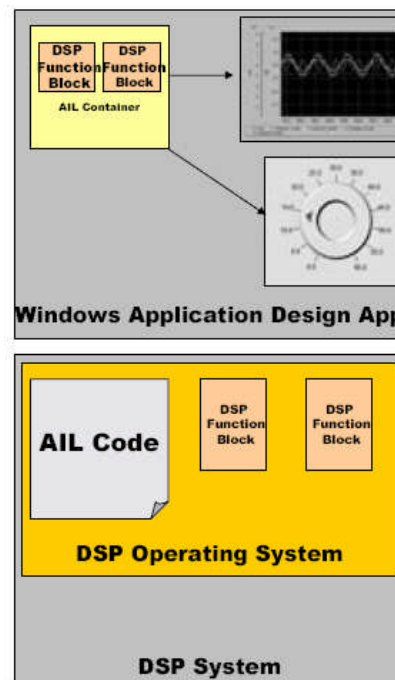 DSP DSP
Function Function
Block Block
AIL Container
Windows Application Design App
AIL Code
DSP
Function
Block
DSP
Function
Block
DSP Operating System
DSP System